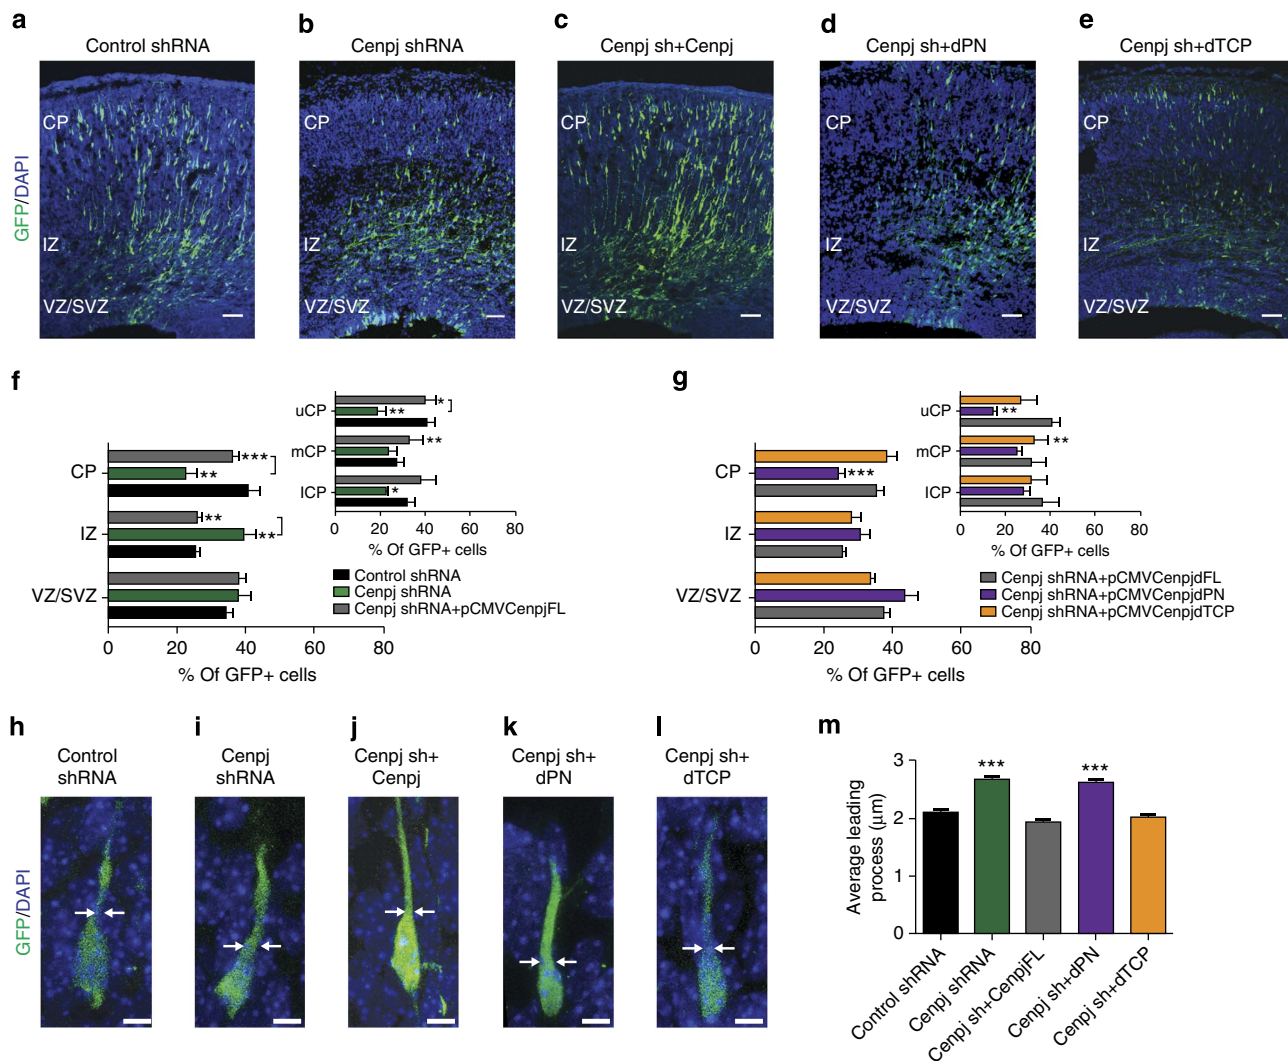 a
Control shRNA
b
Cenpj shRNA
c
Cenpj sh+Cenpj
d
Cenpj sh+dPN
e
Cenpj sh+dTCP
GFP/DAPI
CP
IZ
VZ/SVZ
CP
IZ
VZ/SVZ
CP
IZ
VZ/SVZ
CP
IZ
VZ/SVZ
CP
IZ
VZ/SVZ
f
CP
IZ
VZ/SVZ
***
**
**
**
0 20 40 60 80
% Of GFP+ cells
uCP
mCP
lCP
*
**
**
*
0 20 40 60 80
% Of GFP+ cells
Control shRNA
Cenpj shRNA
Cenpj shRNA+pCMVCenpjFL
g
CP
IZ
VZ/SVZ
***
0 20 40 60 80
% Of GFP+ cells
uCP
mCP
lCP
**
**
0 20 40 60 80
% Of GFP+ cells
Cenpj shRNA+pCMVCenpjdFL
Cenpj shRNA+pCMVCenpjdPN
Cenpj shRNA+pCMVCenpjdTCP
h
Control
shRNA
i
Cenpj
shRNA
j
Cenpj sh+
Cenpj
k
Cenpj sh+
dPN
l
Cenpj sh+
dTCP
GFP/DAPI
m
Average leading
process (μm)
3
2
1
0
***
***
Control shRNA
Cenpj shRNA
Cenpj sh+CenpjFL
Cenpj sh+dPN
Cenpj sh+dTCP